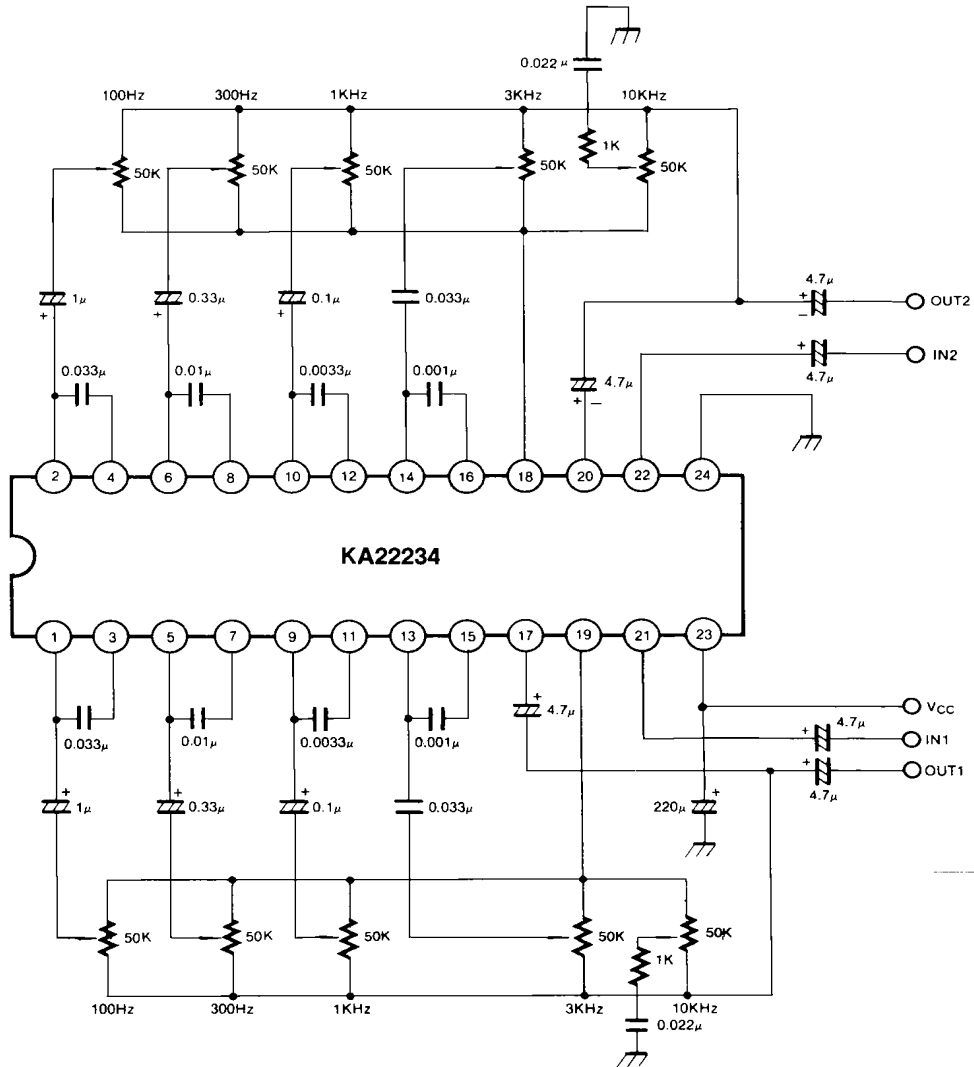 0.022μ
100Hz 300Hz 1KHz 3KHz 10KHz
1K
50K 50K 50K 50K 50K
4.7μ
1μ 0.33μ 0.1μ 0.033μ
+ + +
+
−
OUT2
+
IN2
4.7μ
0.033μ 0.01μ 0.0033μ 0.001μ
4.7μ
+ −
2 4 6 8 10 12 14 16 18 20 22 24
KA22234
1 3 5 7 9 11 13 15 17 19 21 23
+
4.7μ
VCC
0.033μ 0.01μ 0.0033μ 0.001μ
4.7μ
+
IN1
+
OUT1
4.7μ
+ + + +
1μ 0.33μ 0.1μ 0.033μ 220μ
50K 50K 50K 50K 50K
1K
100Hz 300Hz 1KHz 3KHz 10KHz
0.022μ